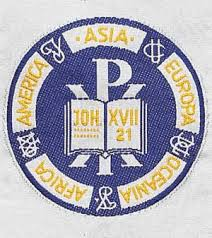 ASIA
EUROPA
OCEANIA
AFRICA
AMERICA
JOH. XVII
21